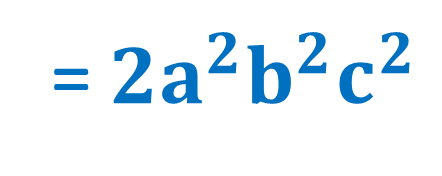 = 2a²b²c²